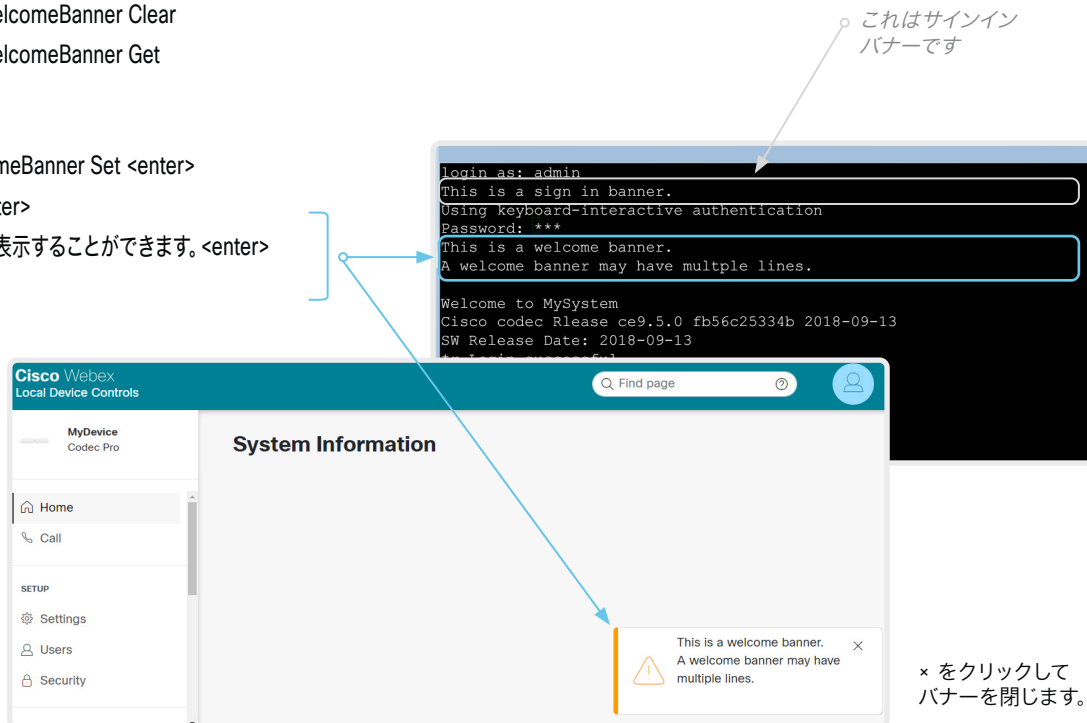 elcomeBanner Clear
elcomeBanner Get
meBanner Set <enter>
ter>
表示することができます。<enter>
これはサインイン
バナーです
login as: admin
This is a sign in banner.
Using keyboard-interactive authentication
Password: ***
This is a welcome banner.
A welcome banner may have multple lines.
Welcome to MySystem
Cisco codec Rlease ce9.5.0 fb56c25334b 2018-09-13
SW Release Date: 2018-09-13
*r Login successful
Cisco Webex
Local Device Controls
Find page
MyDevice
Codec Pro
System Information
Home
Call
SETUP
Settings
Users
Security
This is a welcome banner.
A welcome banner may have
multiple lines.
× をクリックして
バナーを閉じます。